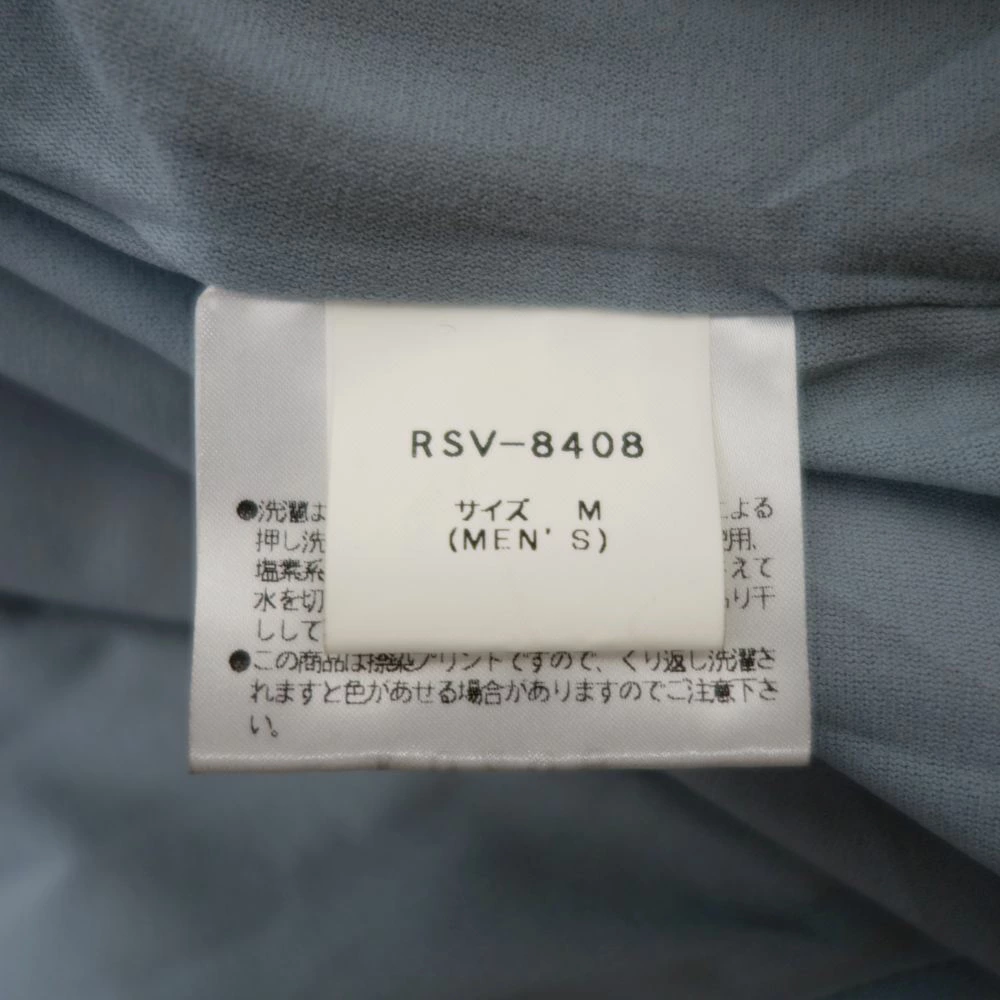 RSV-8408
サイズ M
(MEN'S)
●洗濯は
よる
押し洗
使用、
塩素系
えて
水を切
り干
しして
●この商品は捺染プリントですので、くり返し洗濯さ
れますと色があせる場合がありますのでご注意下さ
い。